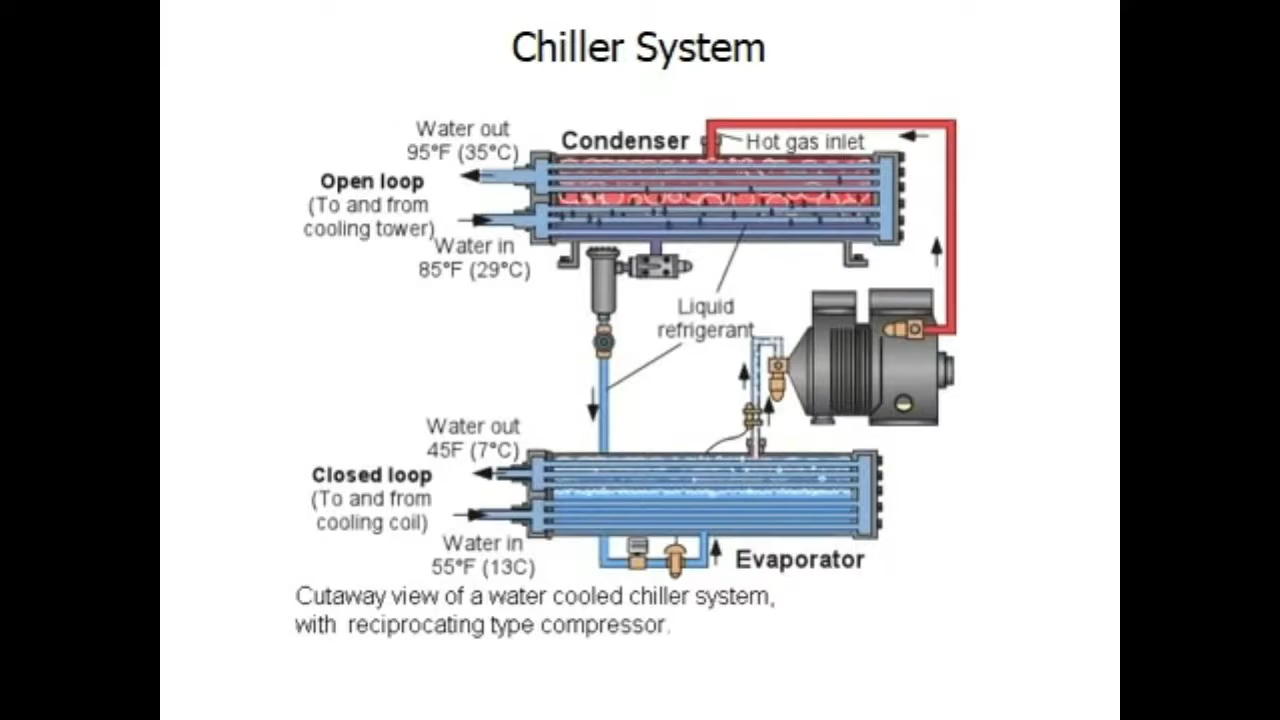 Chiller System
Water out
95°F (35°C)
Condenser
Hot gas inlet
Open loop
(To and from
cooling tower)
Water in
85°F (29°C)
Liquid
refrigerant
Water out
45F (7°C)
Closed loop
(To and from
cooling coil)
Water in
55°F (13C)
Evaporator
Cutaway view of a water cooled chiller system,
with reciprocating type compressor.